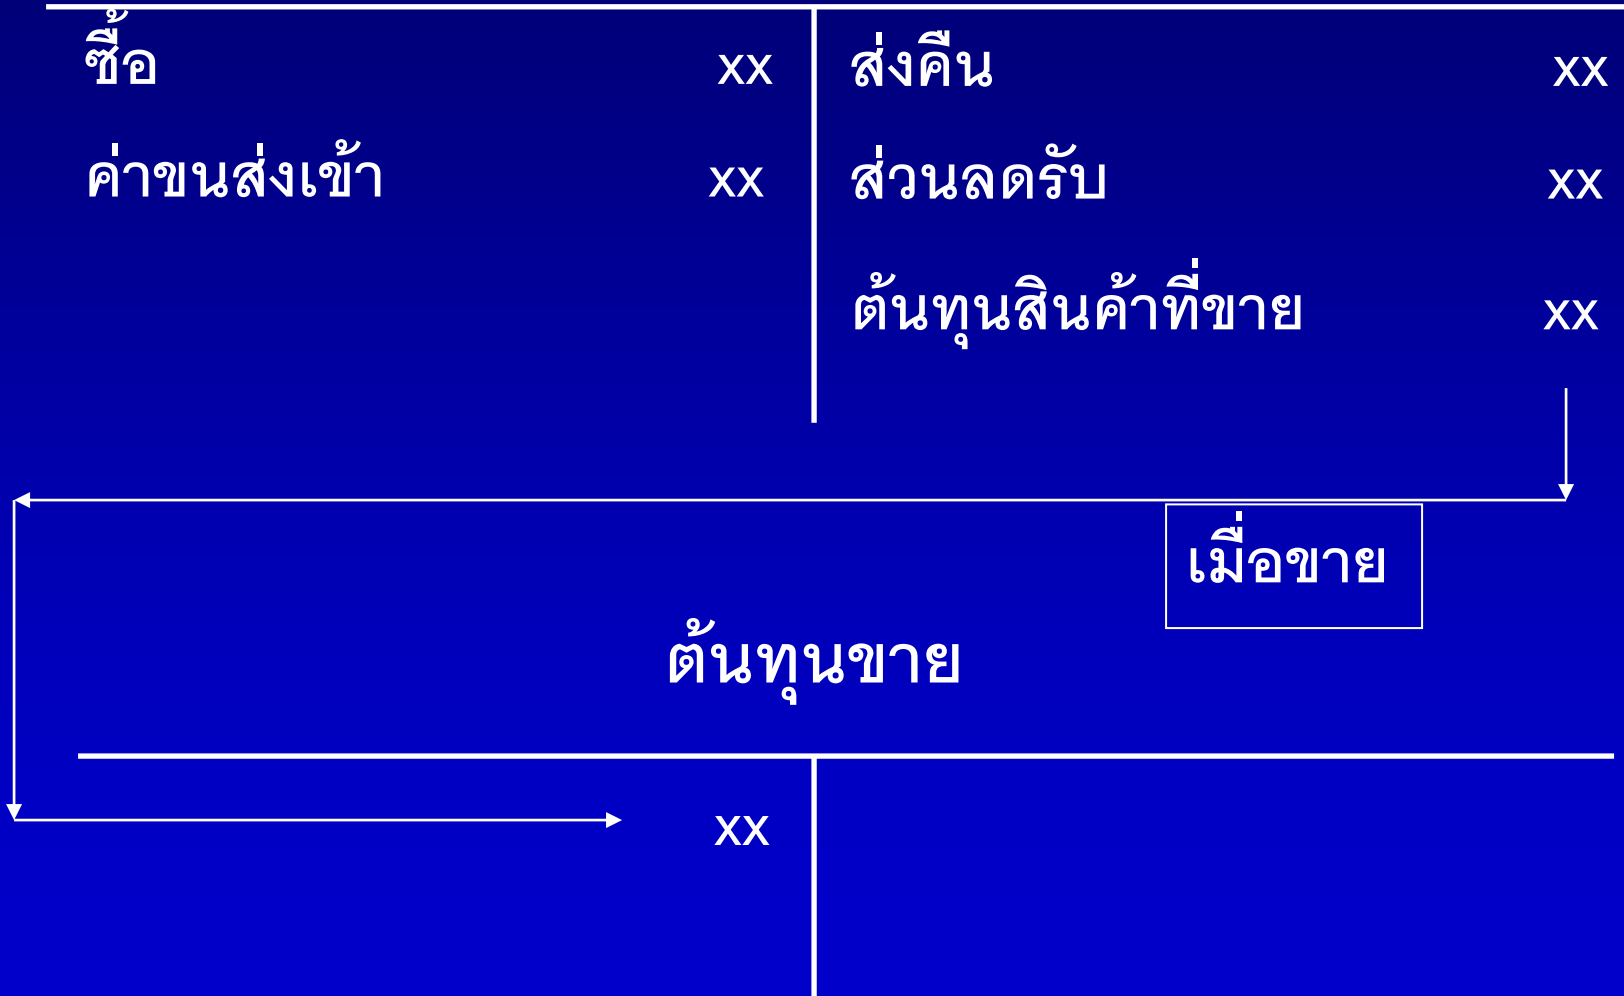 ซื้อ xx ส่งคืน xx
ค่าขนส่งเข้า xx ส่วนลดรับ xx
ต้นทุนสินค้าที่ขาย xx
เมื่อขาย
ต้นทุนขาย
xx